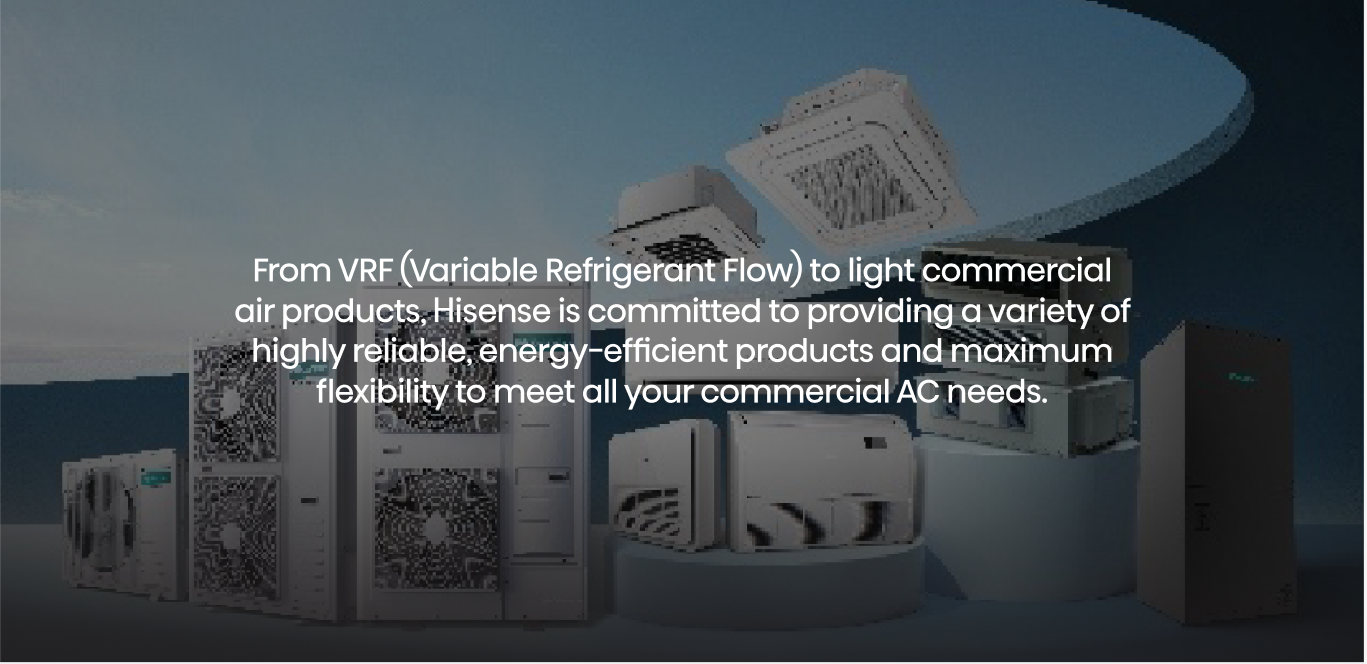 From VRF (Variable Refrigerant Flow) to light commercial
air products, Hisense is committed to providing a variety of
highly reliable, energy-efficient products and maximum
flexibility to meet all your commercial AC needs.